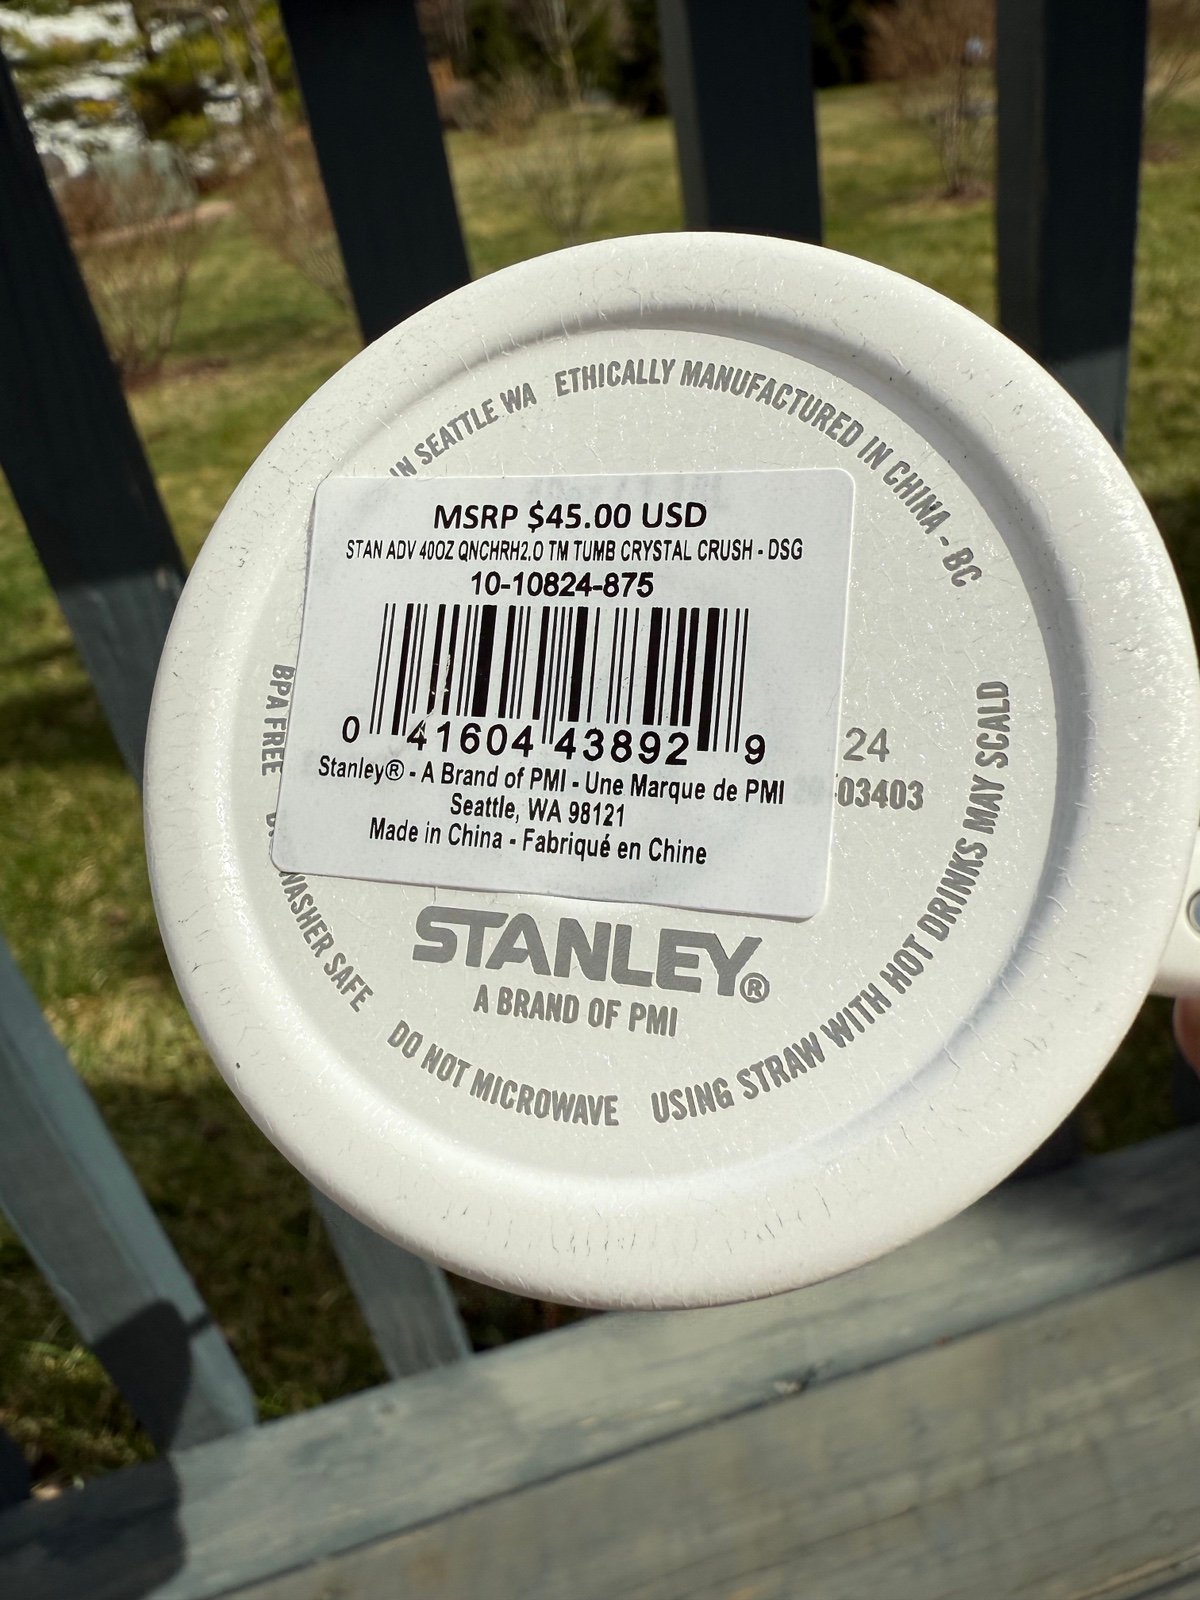 IN SEATTLE WA ETHICALLY MANUFACTURED IN CHINA - BC
MSRP $45.00 USD
STAN ADV 40OZ QNCHRH2.O TM TUMB CRYSTAL CRUSH - DSG
10-10824-875
0 41604 43892 9
Stanley® - A Brand of PMI - Une Marque de PMI
Seattle, WA 98121
Made in China - Fabriqué en Chine
24
03403
STANLEY®
A BRAND OF PMI
BPA FREE
WASHER SAFE
DO NOT MICROWAVE
USING STRAW WITH HOT DRINKS MAY SCALD